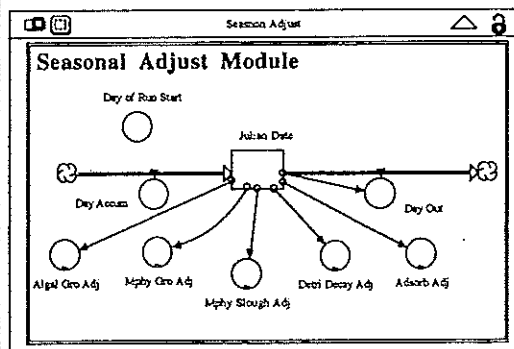 Season Adjust
Seasonal Adjust Module
Day of Run Start
Julian Date
Day Accum
Day Out
Algal Gro Adj
Mphy Gro Adj
Mphy Slough Adj
Detri Decay Adj
Adsorb Adj